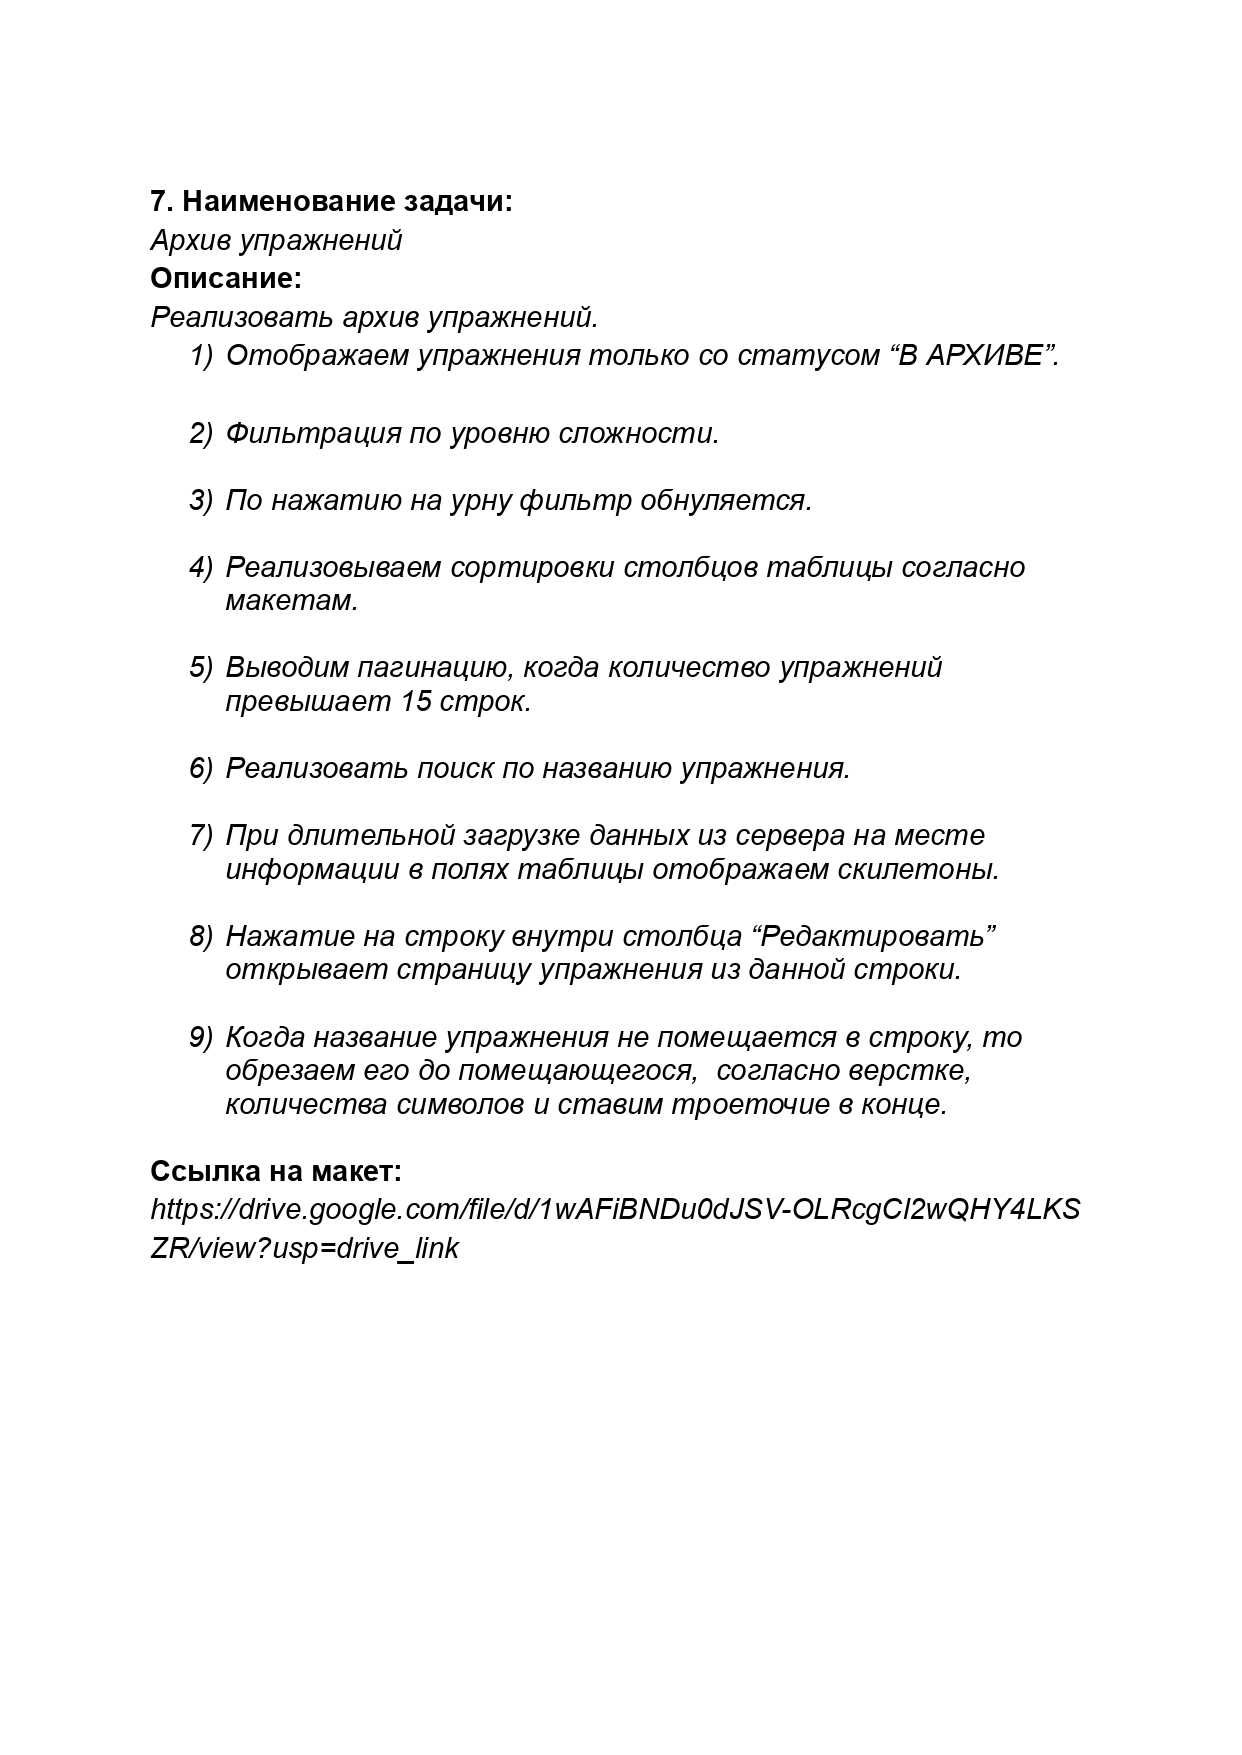 7. Наименование задачи:
Архив упражнений
Описание:
Реализовать архив упражнений.
1) Отображаем упражнения только со статусом “В АРХИВЕ”.
2) Фильтрация по уровню сложности.
3) По нажатию на урну фильтр обнуляется.
4) Реализовываем сортировки столбцов таблицы согласно
макетам.
5) Выводим пагинацию, когда количество упражнений
превышает 15 строк.
6) Реализовать поиск по названию упражнения.
7) При длительной загрузке данных из сервера на месте
информации в полях таблицы отображаем скилетоны.
8) Нажатие на строку внутри столбца “Редактировать”
открывает страницу упражнения из данной строки.
9) Когда название упражнения не помещается в строку, то
обрезаем его до помещающегося,  согласно верстке,
количества символов и ставим троеточие в конце.
Ссылка на макет:
https://drive.google.com/file/d/1wAFiBNDu0dJSV-OLRcgCl2wQHY4LKS
ZR/view?usp=drive_link